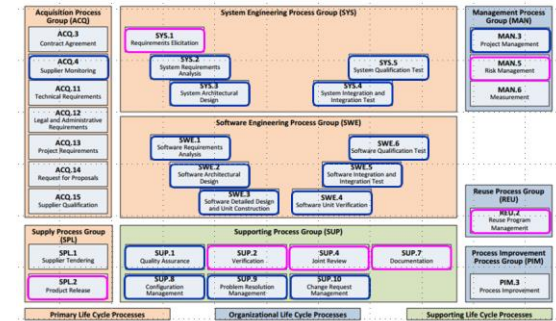 Acquisition Process
Group (ACQ)
ACQ.3
Contract Agreement
ACQ.4
Supplier Monitoring
ACQ.11
Technical Requirements
ACQ.12
Legal and Administrative
Requirements
ACQ.13
Project Requirements
ACQ.14
Request for Proposals
ACQ.15
Supplier Qualification
System Engineering Process Group (SYS)
SYS.1
Requirements Elicitation
SYS.2
System Requirements
Analysis
SYS.3
System Architectural
Design
SYS.5
System Qualification Test
SYS.4
System Integration and
Integration Test
Software Engineering Process Group (SWE)
SWE.1
Software Requirements
Analysis
SWE.2
Software Architectural
Design
SWE.3
Software Detailed Design
and Unit Construction
SWE.6
Software Qualification Test
SWE.5
Software Integration and
Integration Test
SWE.4
Software Unit Verification
Management Process
Group (MAN)
MAN.3
Project Management
MAN.5
Risk Management
MAN.6
Measurement
Reuse Process Group
(REU)
REU.2
Reuse Program
Management
Supply Process Group
(SPL)
SPL.1
Supplier Tendering
SPL.2
Product Release
Supporting Process Group (SUP)
SUP.1
Quality Assurance
SUP.2
Verification
SUP.4
Joint Review
SUP.7
Documentation
SUP.8
Configuration
Management
SUP.9
Problem Resolution
Management
SUP.10
Change Request
Management
Process Improvement
Process Group (PIM)
PIM.3
Process Improvement
Primary Life Cycle Processes
Organizational Life Cycle Processes
Supporting Life Cycle Processes